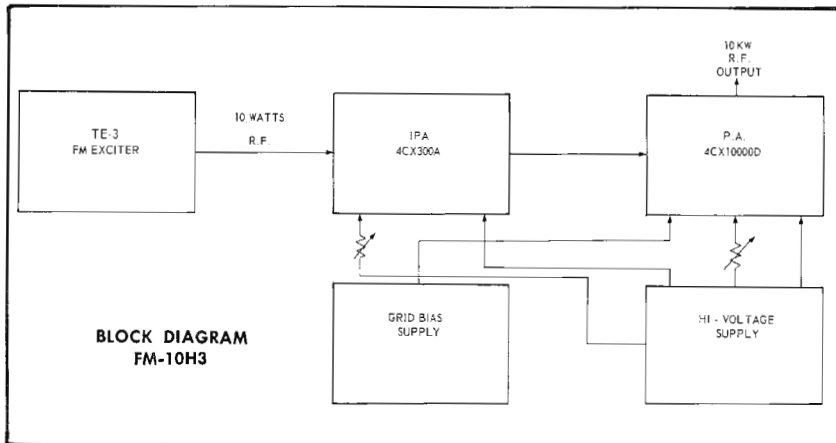 10 KW
R.F.
OUTPUT
TE-3
FM EXCITER
10 WATTS
R.F.
IPA
4CX300A
P.A.
4CX10000D
GRID BIAS
SUPPLY
HI - VOLTAGE
SUPPLY
BLOCK DIAGRAM
FM-10H3